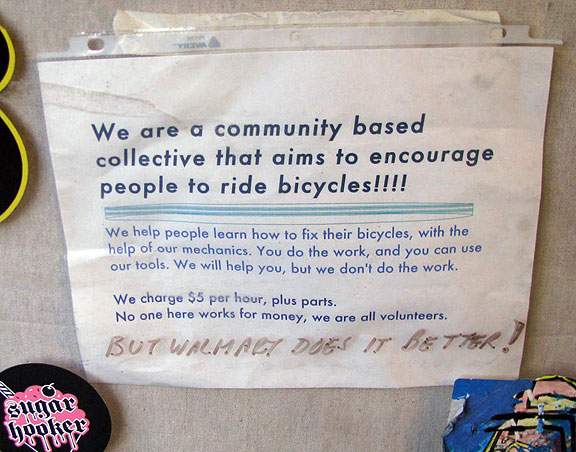 AVERY
We are a community based
collective that aims to encourage
people to ride bicycles!!!!
We help people learn how to fix their bicycles, with the
help of our mechanics. You do the work, and you can use
our tools. We will help you, but we don't do the work.
We charge $5 per hour, plus parts.
No one here works for money, we are all volunteers.
BUT WALMART DOES IT BETTER!
sugar
hooker